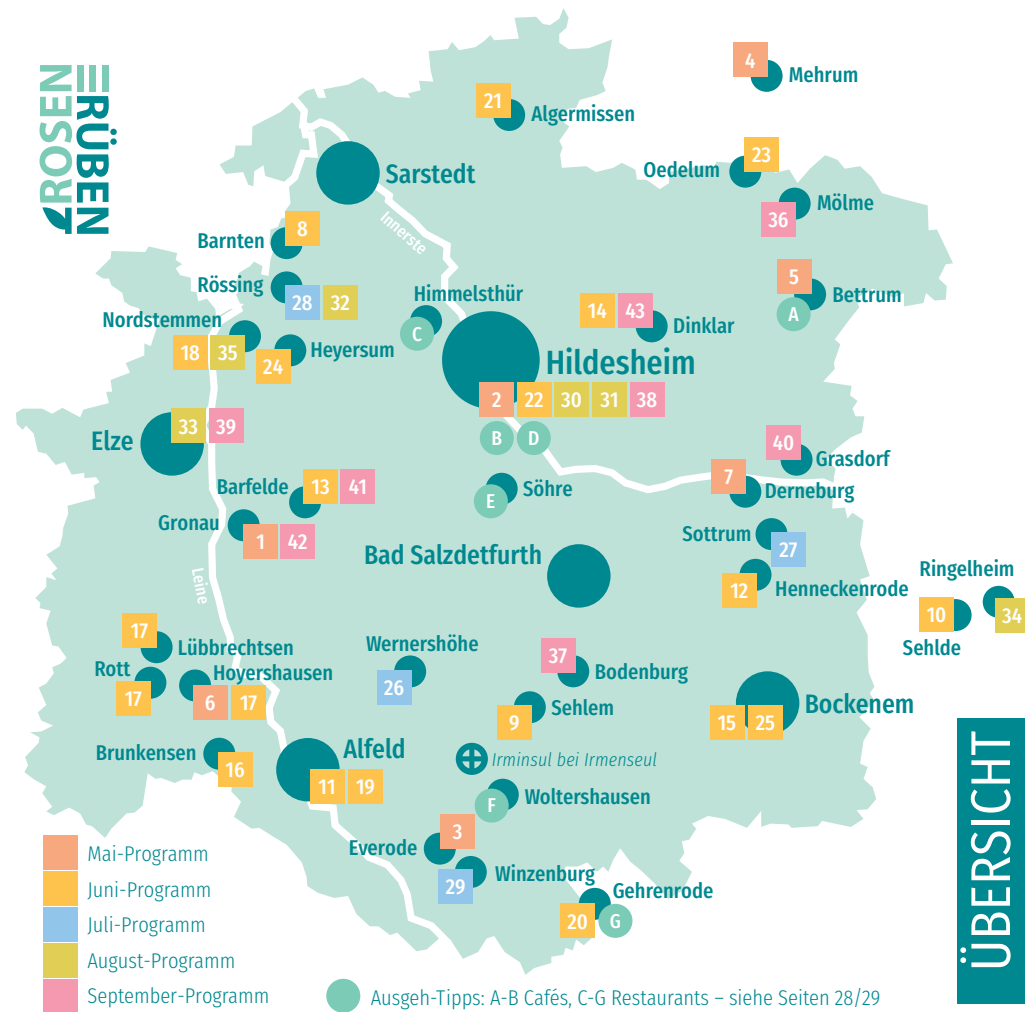 ROSEN
RÜBEN
4
Mehrum
21
Algermissen
23
Oedelum
Sarstedt
Mölme
36
Innerste
8
Barnten
5
Bettrum
A
Rössing
28 32
Himmelsthür
C
14 43
Dinklar
Nordstemmen
18 35
Heyersum
24
Hildesheim
2 22 30 31 38
B D
33 39
Elze
40
Grasdorf
7
Derneburg
Barfelde
13 41
Söhre
E
Gronau
1 42
Sottrum
27
Bad Salzdetfurth
Leine
12
Henneckenrode
Ringelheim
10
34
Sehlde
17
Lübbrechtsen
Wernershöhe
26
37
Bodenburg
Rott
17
Hoyershausen
6 17
9
Sehlem
Bockenem
15 25
Brunkensen
16
Alfeld
11 19
Irminsul bei Irmenseul
Woltershausen
F
3
Everode
Winzenburg
29
Gehrenrode
20 G
ÜBERSICHT
Mai-Programm
Juni-Programm
Juli-Programm
August-Programm
September-Programm
Ausgeh-Tipps: A-B Cafés, C-G Restaurants – siehe Seiten 28/29